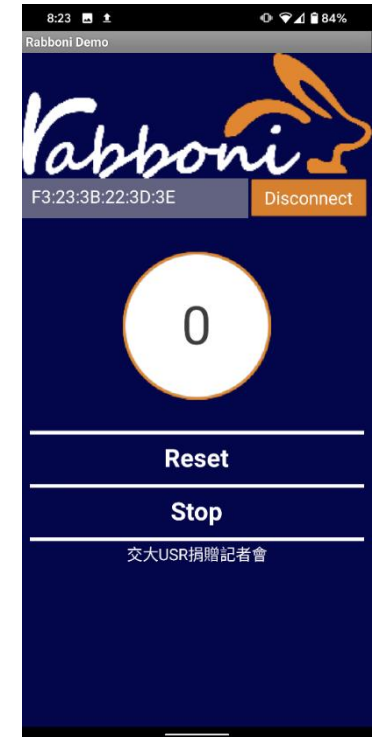 8:23 84%
Rabboni Demo
rabboni
F3:23:3B:22:3D:3E Disconnect
0
Reset
Stop
交大USR捐贈記者會